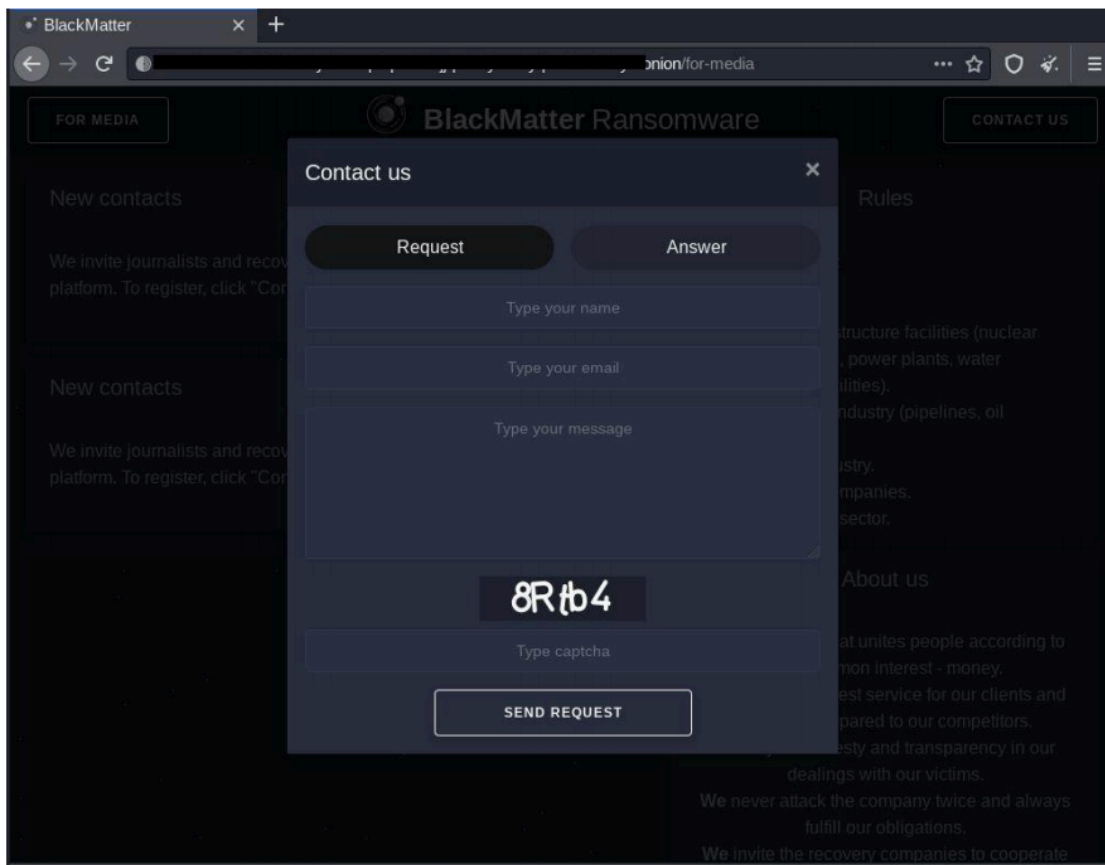 BlackMatter
onion/for-media
FOR MEDIA
BlackMatter Ransomware
CONTACT US
Contact us
Request
Answer
Type your name
Type your email
Type your message
8Rtb4
Type captcha
SEND REQUEST
New contacts
We invite journalists and recov
platform. To register, click "Con
New contacts
We invite journalists and recov
platform. To register, click "Con
Rules
structure facilities (nuclear
, power plants, water
ilities).
ndustry (pipelines, oil
ustry.
mpanies.
sector.
About us
at unites people according to
mon interest - money.
est service for our clients and
pared to our competitors.
esty and transparency in our
dealings with our victims.
We never attack the company twice and always
fulfill our obligations.
We invite the recovery companies to cooperate